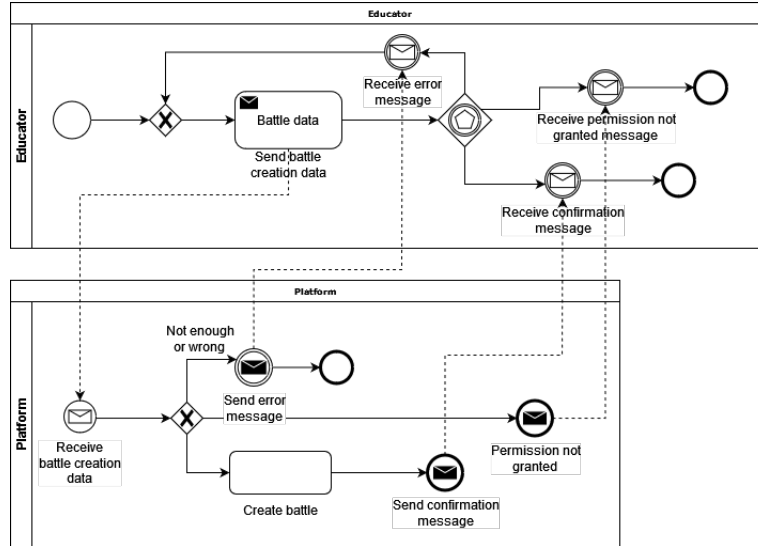 Educator
Educator
Receive error
message
Battle data
Send battle
creation data
Receive permission not
granted message
Receive confirmation
message
Platform
Platform
Not enough
or wrong
Send error
message
Receive
battle creation
data
Permission not
granted
Create battle
Send confirmation
message